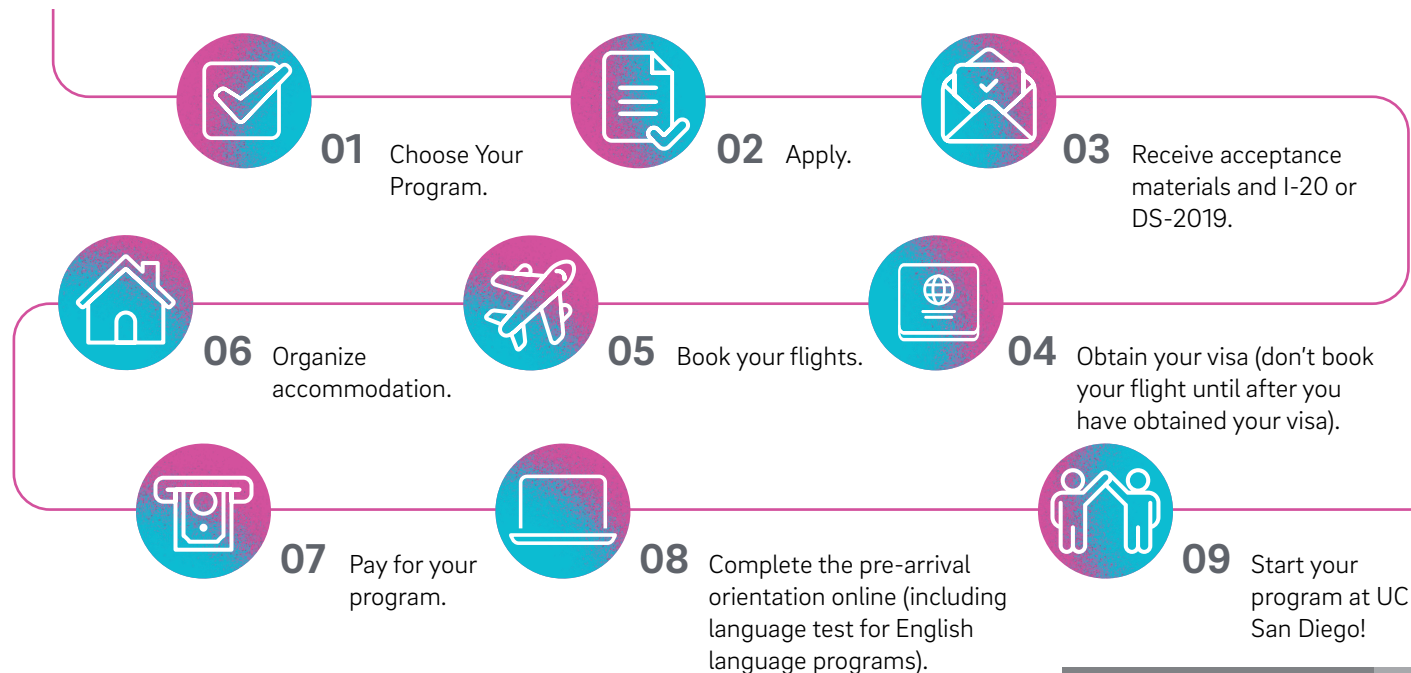 01 Choose Your
Program.
02 Apply.
03 Receive acceptance
materials and I-20 or
DS-2019.
04 Obtain your visa (don’t book
your flight until after you
have obtained your visa).
05 Book your flights.
06 Organize
accommodation.
07 Pay for your
program.
08 Complete the pre-arrival
orientation online (including
language test for English
language programs).
09 Start your
program at UC
San Diego!